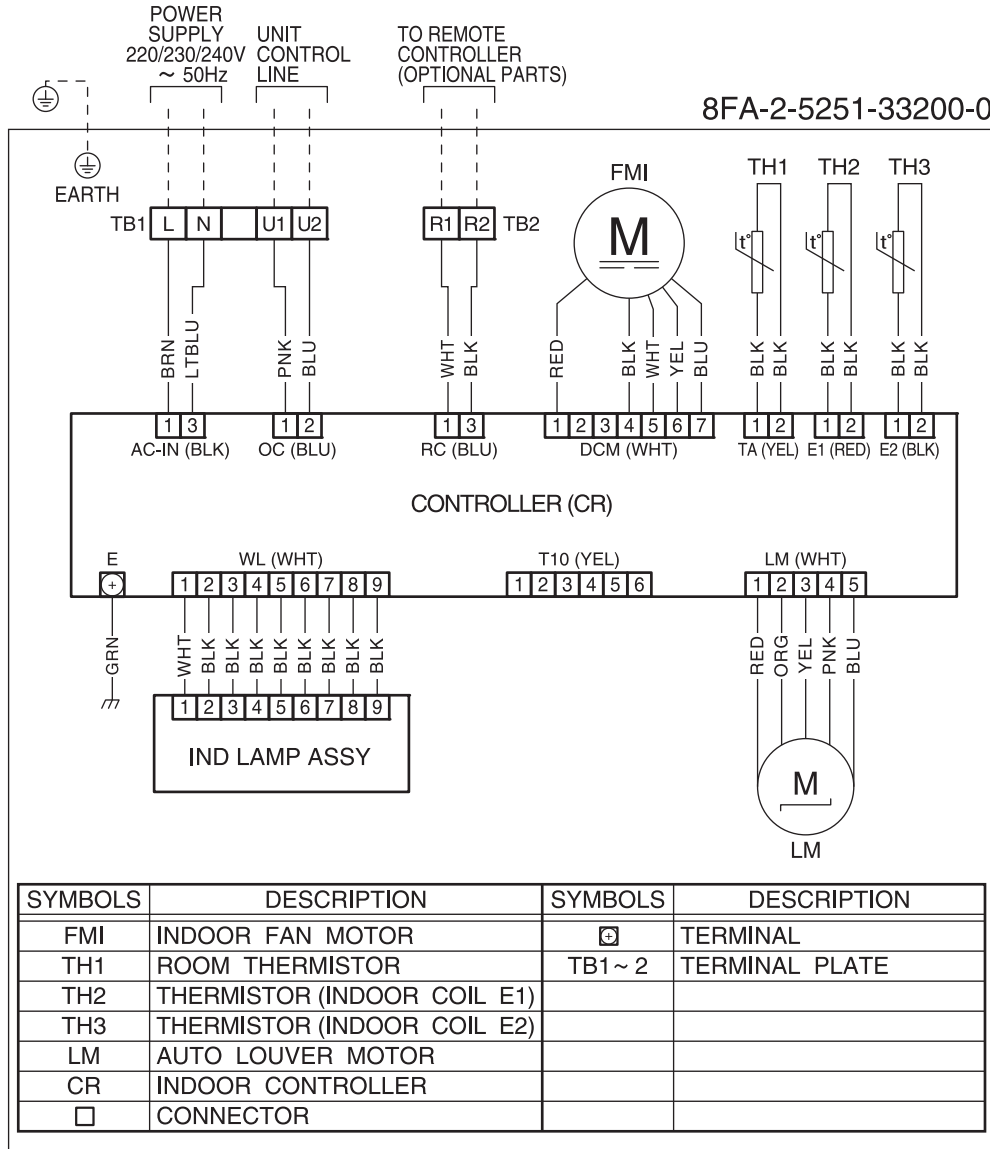 POWER
SUPPLY
220/230/240V
~ 50Hz
UNIT
CONTROL
LINE
TO REMOTE
CONTROLLER
(OPTIONAL PARTS)
8FA-2-5251-33200-0
EARTH
TB1 L N U1 U2
R1 R2 TB2
FMI
M
TH1 TH2 TH3
t° t° t°
BRN LTBLU PNK BLU WHT BLK RED BLK WHT YEL BLU BLK BLK BLK BLK BLK BLK
1 3 1 2 1 3 1 2 3 4 5 6 7 1 2 1 2 1 2
AC-IN (BLK) OC (BLU) RC (BLU) DCM (WHT) TA (YEL) E1 (RED) E2 (BLK)
CONTROLLER (CR)
E WL (WHT) T10 (YEL) LM (WHT)
1 2 3 4 5 6 7 8 9 1 2 3 4 5 6 1 2 3 4 5
GRN WHT BLK BLK BLK BLK BLK BLK BLK BLK RED ORG YEL PNK BLU
1 2 3 4 5 6 7 8 9
IND LAMP ASSY
M
LM
SYMBOLS DESCRIPTION SYMBOLS DESCRIPTION
FMI INDOOR FAN MOTOR TERMINAL
TH1 ROOM THERMISTOR TB1~2 TERMINAL PLATE
TH2 THERMISTOR (INDOOR COIL E1)
TH3 THERMISTOR (INDOOR COIL E2)
LM AUTO LOUVER MOTOR
CR INDOOR CONTROLLER
CONNECTOR